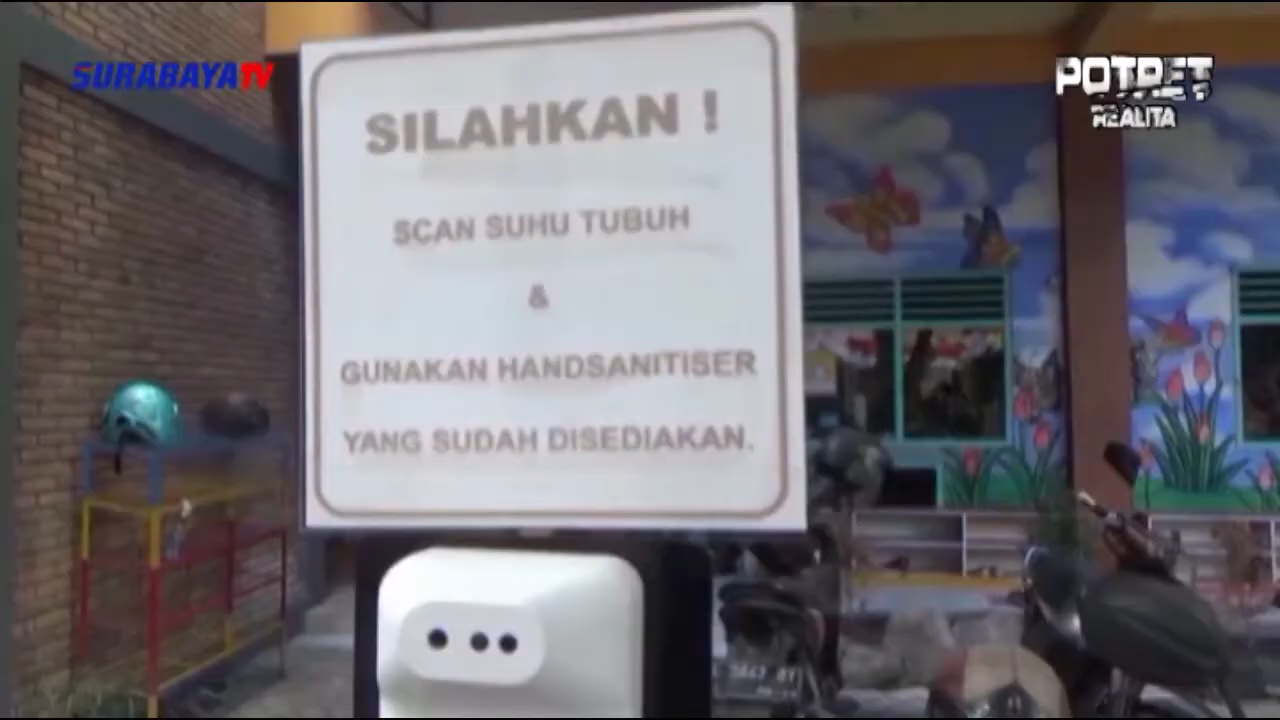 SURABAYATV
POTRET
REALITA
SILAHKAN !
SCAN SUHU TUBUH
&
GUNAKAN HANDSANITISER
YANG SUDAH DISEDIAKAN.